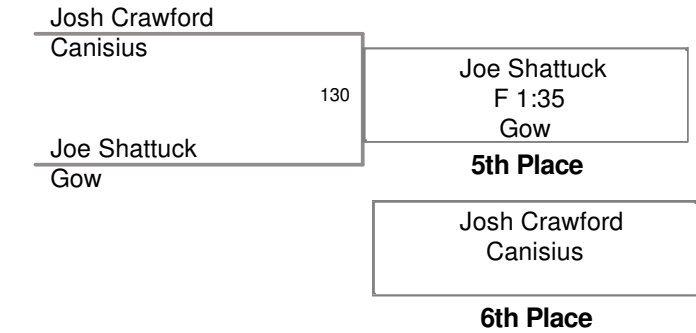 Josh Crawford
Canisius
130
Joe Shattuck
Gow
Joe Shattuck
F 1:35
Gow
5th Place
Josh Crawford
Canisius
6th Place